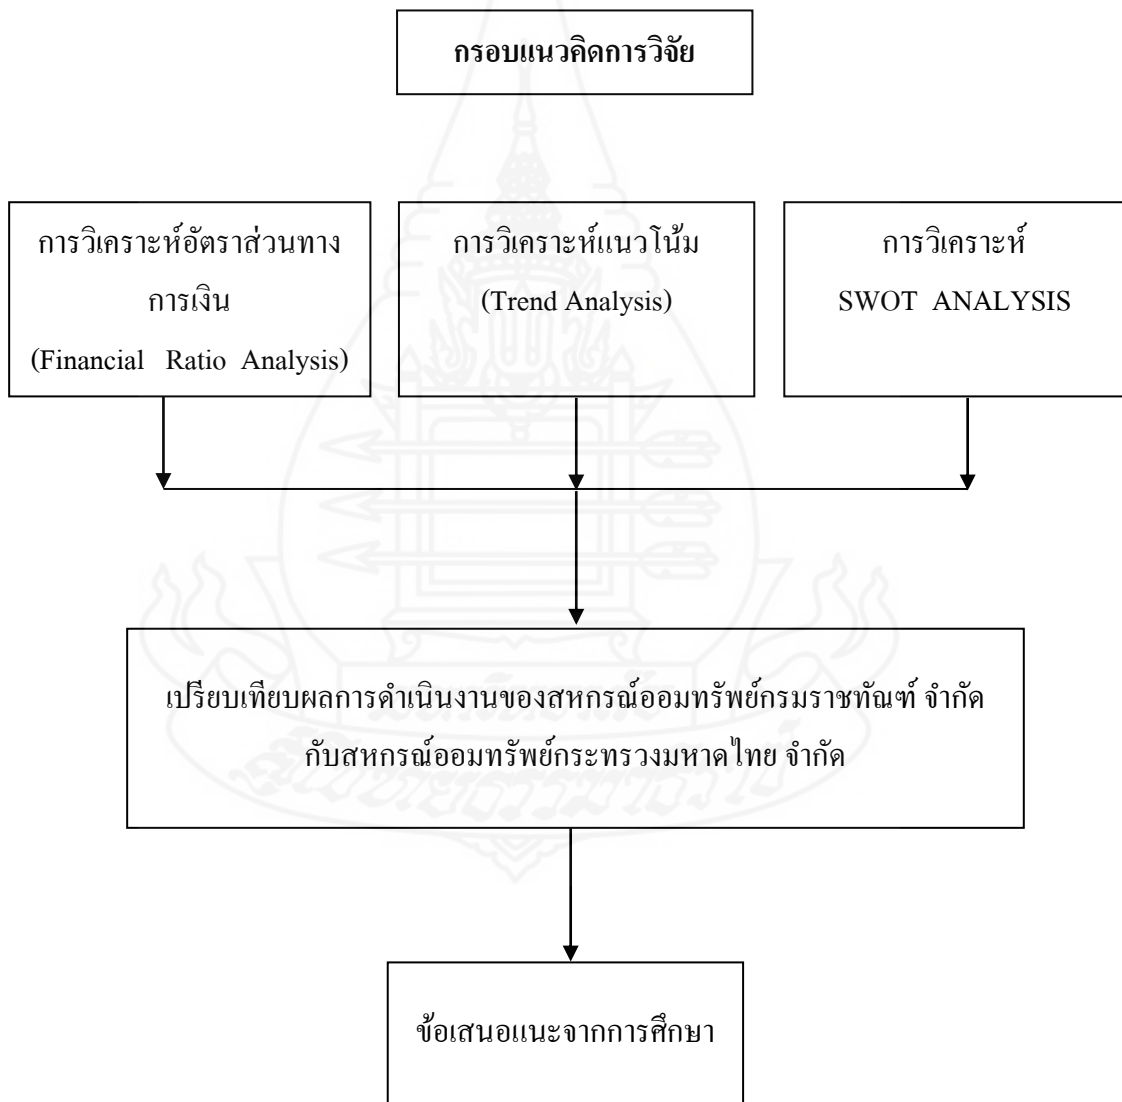 กรอบแนวคิดการวิจัย
การวิเคราะห์อัตราส่วนทาง
การเงิน
(Financial Ratio Analysis)
การวิเคราะห์แนวโน้ม
(Trend Analysis)
การวิเคราะห์
SWOT ANALYSIS
เปรียบเทียบผลการดำเนินงานของสหกรณ์ออมทรัพย์กรมราชทัณฑ์ จำกัด
กับสหกรณ์ออมทรัพย์กระทรวงมหาดไทย จำกัด
ข้อเสนอแนะจากการศึกษา